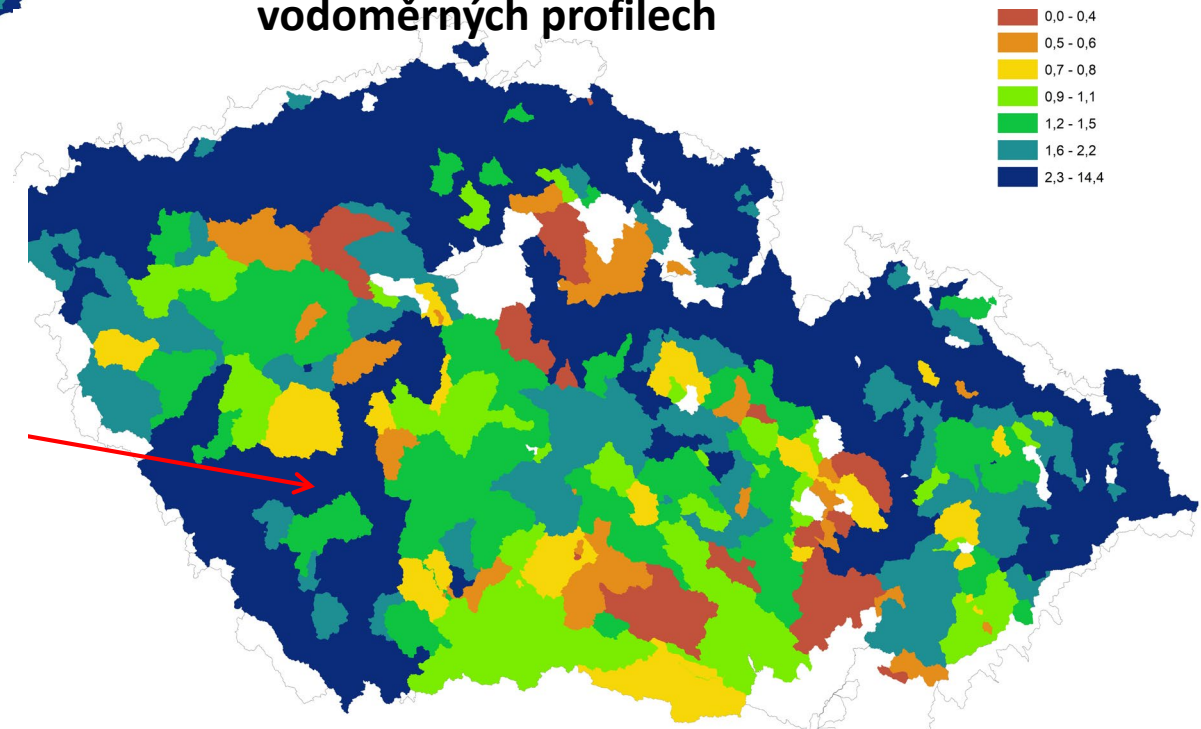 vodoměrných profilech
0,0 - 0,4
0,5 - 0,6
0,7 - 0,8
0,9 - 1,1
1,2 - 1,5
1,6 - 2,2
2,3 - 14,4